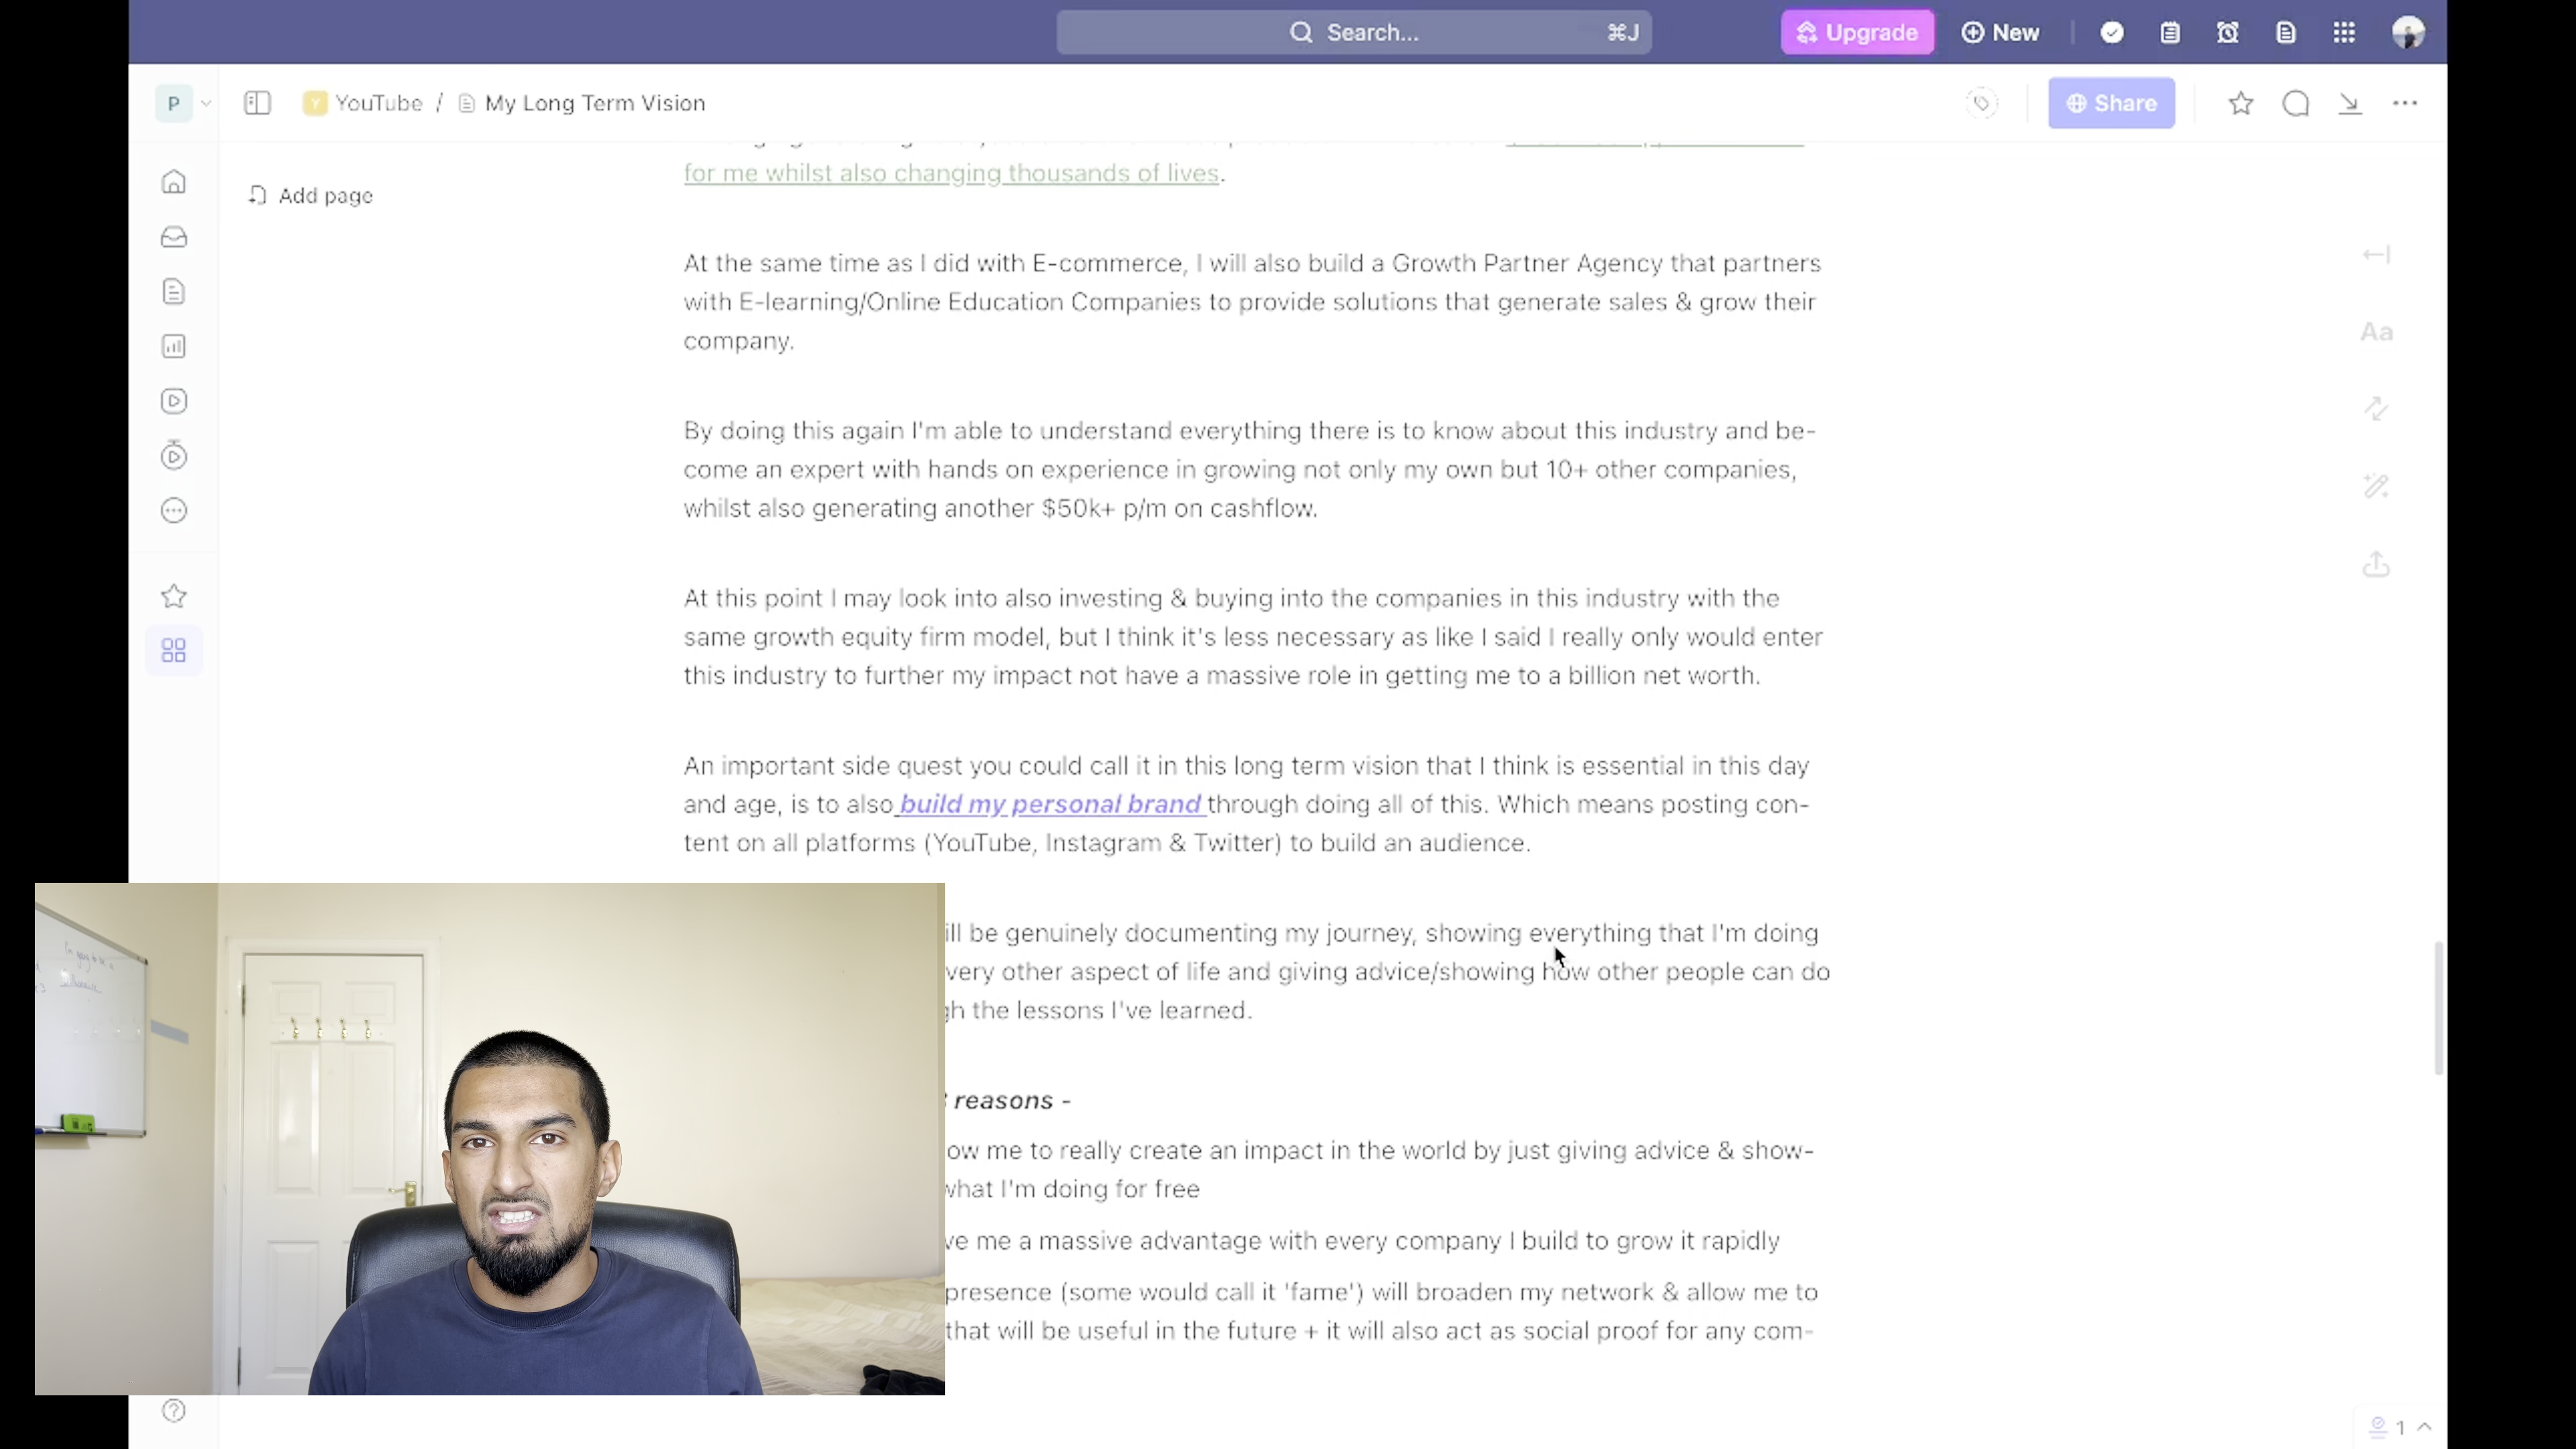 Search...
⌘J
Upgrade
New
P
YouTube / My Long Term Vision
Share
Add page
for me whilst also changing thousands of lives.
At the same time as I did with E-commerce, I will also build a Growth Partner Agency that partners
with E-learning/Online Education Companies to provide solutions that generate sales & grow their
company.
By doing this again I'm able to understand everything there is to know about this industry and be-
come an expert with hands on experience in growing not only my own but 10+ other companies,
whilst also generating another $50k+ p/m on cashflow.
At this point I may look into also investing & buying into the companies in this industry with the
same growth equity firm model, but I think it's less necessary as like I said I really only would enter
this industry to further my impact not have a massive role in getting me to a billion net worth.
An important side quest you could call it in this long term vision that I think is essential in this day
and age, is to also build my personal brand through doing all of this. Which means posting con-
tent on all platforms (YouTube, Instagram & Twitter) to build an audience.
be genuinely documenting my journey, showing everything that I'm doing
other aspect of life and giving advice/showing how other people can do
the lessons I've learned.
reasons -
me to really create an impact in the world by just giving advice & show-
what I'm doing for free
me a massive advantage with every company I build to grow it rapidly
presence (some would call it 'fame') will broaden my network & allow me to
that will be useful in the future + it will also act as social proof for any com-
Aa
1